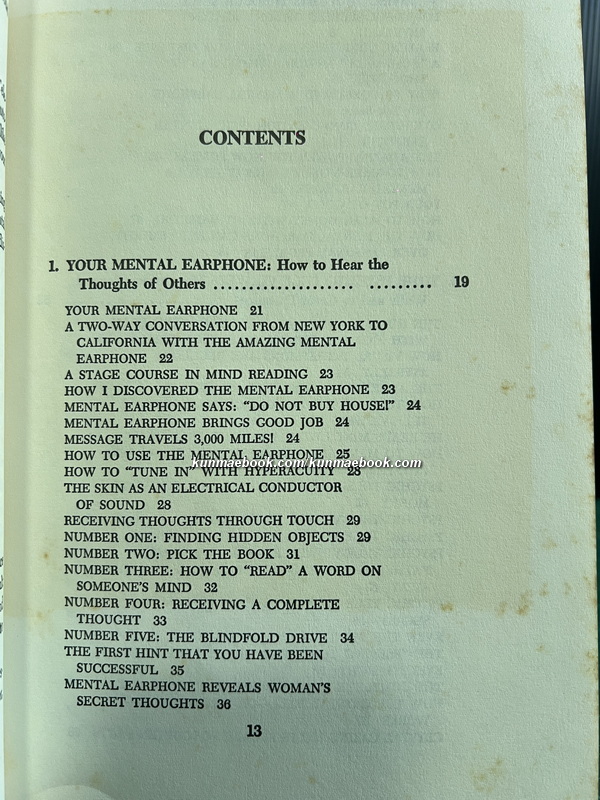 CONTENTS
1. YOUR MENTAL EARPHONE: How to Hear the
Thoughts of Others .................... ......... 19
YOUR MENTAL EARPHONE 21
A TWO-WAY CONVERSATION FROM NEW YORK TO
CALIFORNIA WITH THE AMAZING MENTAL
EARPHONE 22
A STAGE COURSE IN MIND READING 23
HOW I DISCOVERED THE MENTAL EARPHONE 23
MENTAL EARPHONE SAYS: “DO NOT BUY HOUSE!” 24
MENTAL EARPHONE BRINGS GOOD JOB 24
MESSAGE TRAVELS 3,000 MILES! 24
HOW TO USE THE MENTAL EARPHONE 25
kunmaebook.com/kunmaebook.com
HOW TO “TUNE IN” WITH HYPERACUITY 28
THE SKIN AS AN ELECTRICAL CONDUCTOR
OF SOUND 28
RECEIVING THOUGHTS THROUGH TOUCH 29
NUMBER ONE: FINDING HIDDEN OBJECTS 29
NUMBER TWO: PICK THE BOOK 31
NUMBER THREE: HOW TO “READ” A WORD ON
SOMEONE’S MIND 32
NUMBER FOUR: RECEIVING A COMPLETE
THOUGHT 33
NUMBER FIVE: THE BLINDFOLD DRIVE 34
THE FIRST HINT THAT YOU HAVE BEEN
SUCCESSFUL 35
MENTAL EARPHONE REVEALS WOMAN’S
SECRET THOUGHTS 36
13